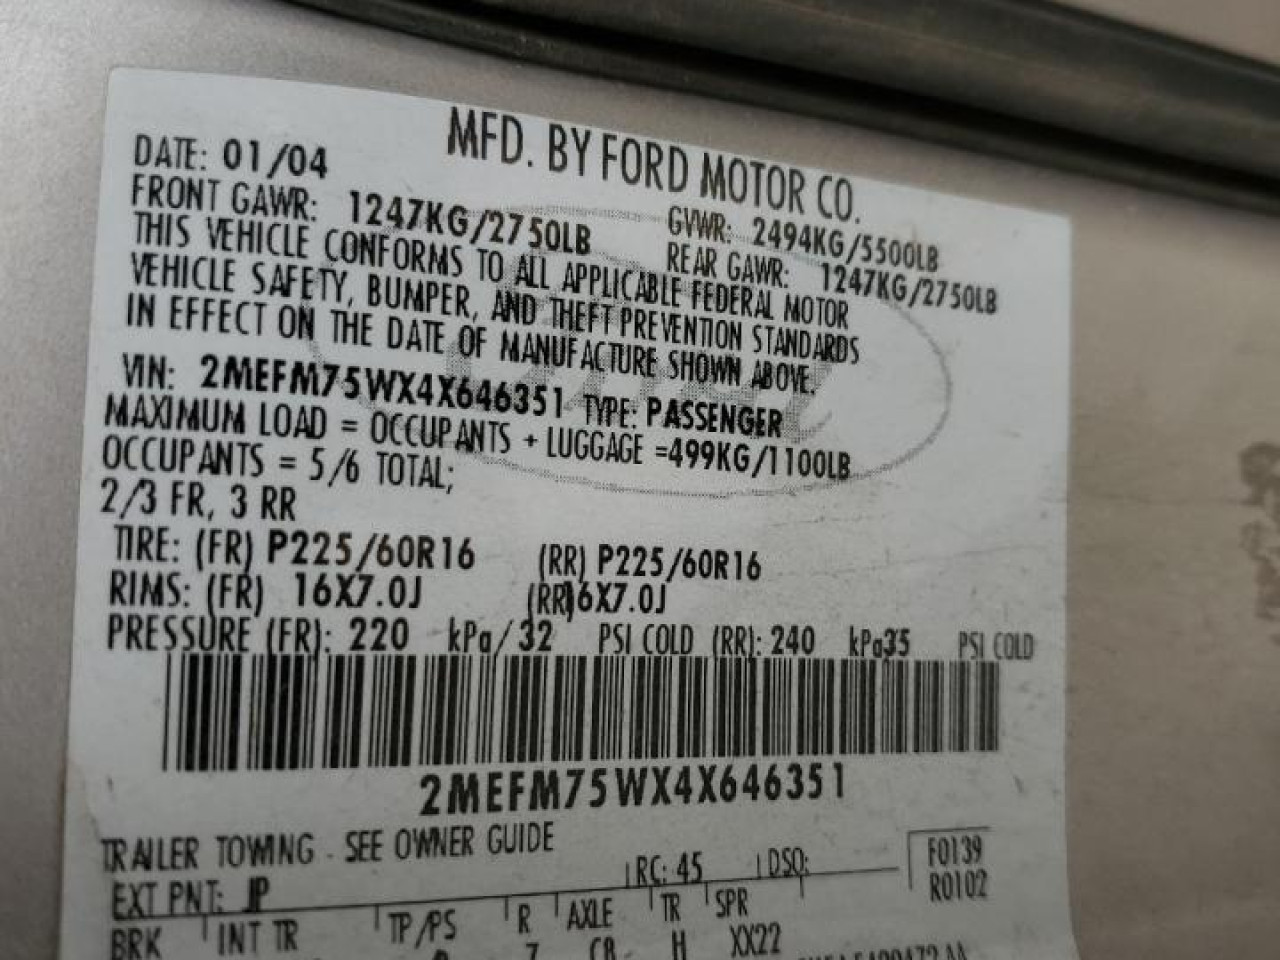 MFD. BY FORD MOTOR CO.
DATE: 01/04 GVWR: 2494KG/5500LB
FRONT GAWR: 1247KG/2750LB REAR GAWR: 1247KG/2750LB
THIS VEHICLE CONFORMS TO ALL APPLICABLE FEDERAL MOTOR
VEHICLE SAFETY, BUMPER, AND THEFT PREVENTION STANDARDS
IN EFFECT ON THE DATE OF MANUFACTURE SHOWN ABOVE.
VIN: 2MEFM75WX4X646351 TYPE: PASSENGER
MAXIMUM LOAD = OCCUPANTS + LUGGAGE =499KG/1100LB
OCCUPANTS = 5/6 TOTAL;
2/3 FR, 3 RR
TIRE: (FR) P225/60R16 (RR) P225/60R16
RIMS: (FR) 16X7.0J (RR)16X7.0J
PRESSURE (FR): 220 kPa/ 32 PSI COLD (RR): 240 kPa35 PSI COLD
2MEFM75WX4X646351
TRAILER TOWING - SEE OWNER GUIDE
F0139
R0102
EXT PNT: JP RC: 45 DSO:
BRK INT TR TP/PS R AXLE TR SPR
7 C8 H XX22